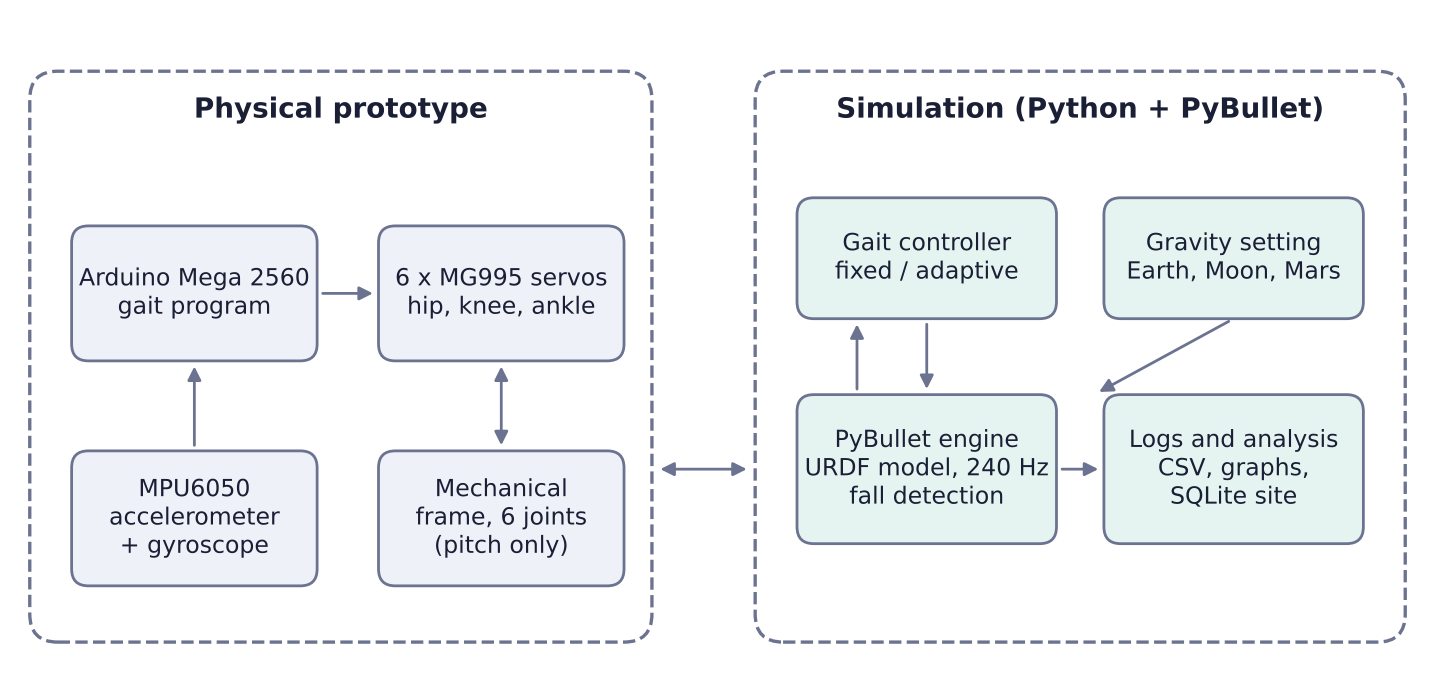 Physical prototype
Arduino Mega 2560
gait program
6 x MG995 servos
hip, knee, ankle
MPU6050
accelerometer
+ gyroscope
Mechanical
frame, 6 joints
(pitch only)
Simulation (Python + PyBullet)
Gait controller
fixed / adaptive
Gravity setting
Earth, Moon, Mars
PyBullet engine
URDF model, 240 Hz
fall detection
Logs and analysis
CSV, graphs,
SQLite site